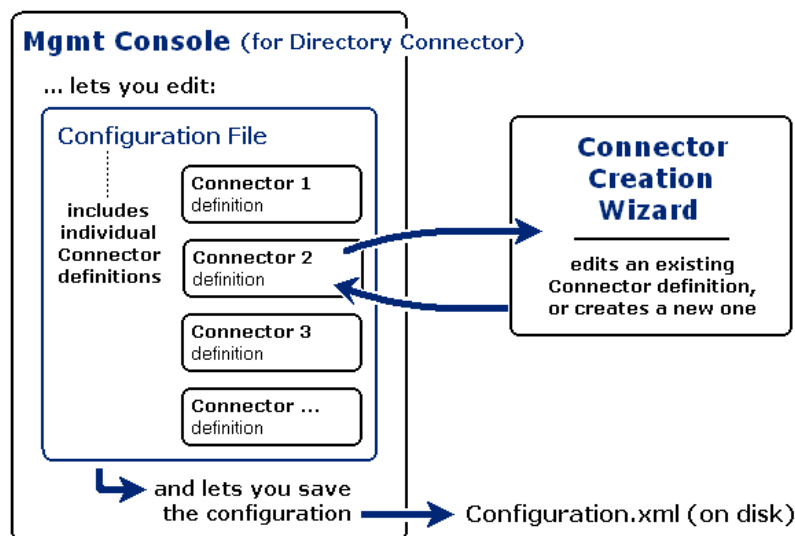 Mgmt Console (for Directory Connector)
... lets you edit:
Configuration File
includes
individual
Connector
definitions
Connector 1
definition
Connector 2
definition
Connector 3
definition
Connector ...
definition
Connector
Creation
Wizard
edits an existing
Connector definition,
or creates a new one
and lets you save
the configuration
Configuration.xml (on disk)